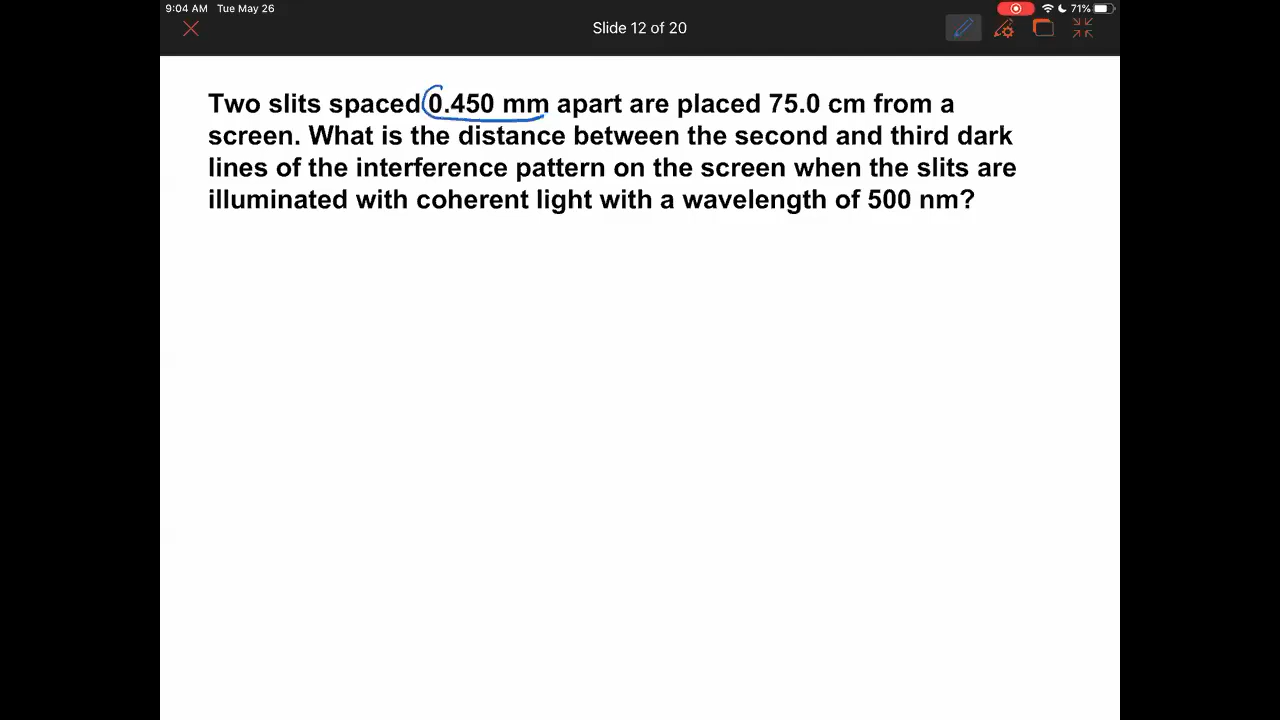 9:04 AM Tue May 26
71%
Slide 12 of 20
Two slits spaced 0.450 mm apart are placed 75.0 cm from a
screen. What is the distance between the second and third dark
lines of the interference pattern on the screen when the slits are
illuminated with coherent light with a wavelength of 500 nm?